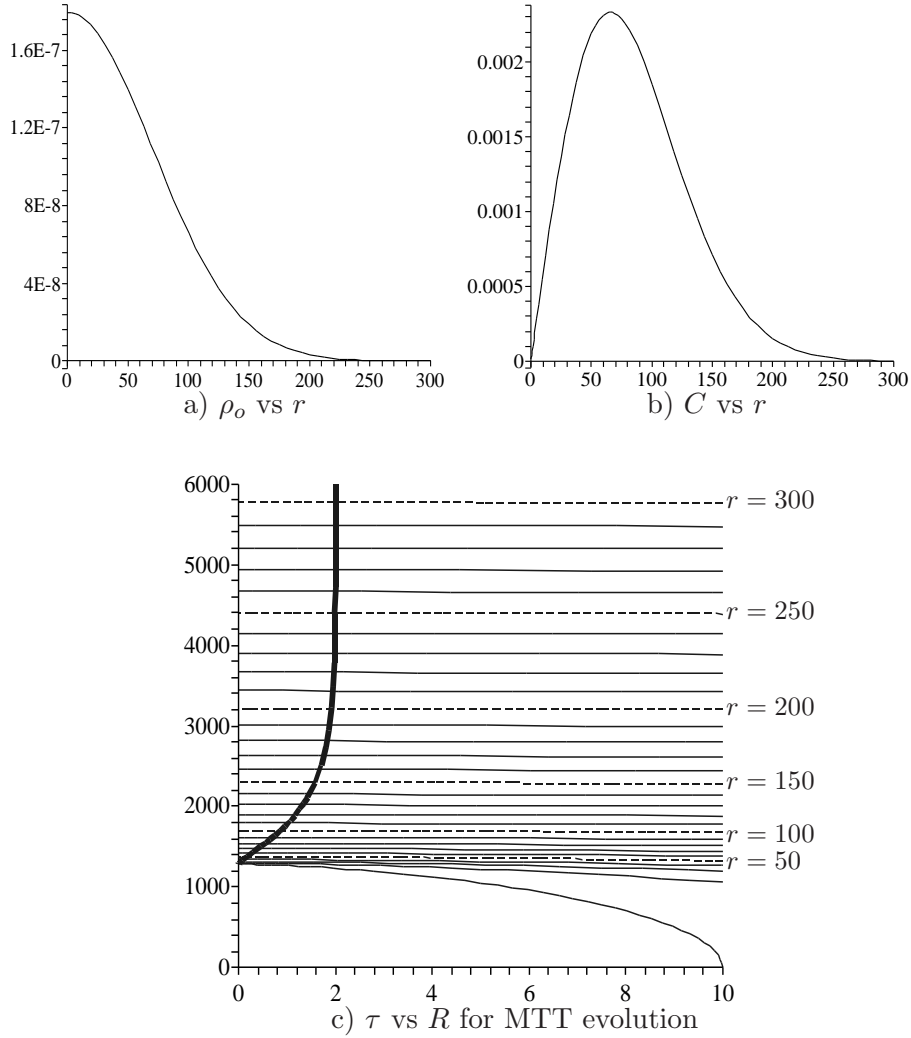 1.6E-7
1.2E-7
8E-8
4E-8
0
0 50 100 150 200 250 300
a) ρₒ vs r
0.002
0.0015
0.001
0.0005
0
0 50 100 150 200 250 300
b) C vs r
6000
5000
4000
3000
2000
1000
0
r = 300
r = 250
r = 200
r = 150
r = 100
r = 50
0 2 4 6 8 10
c) τ vs R for MTT evolution